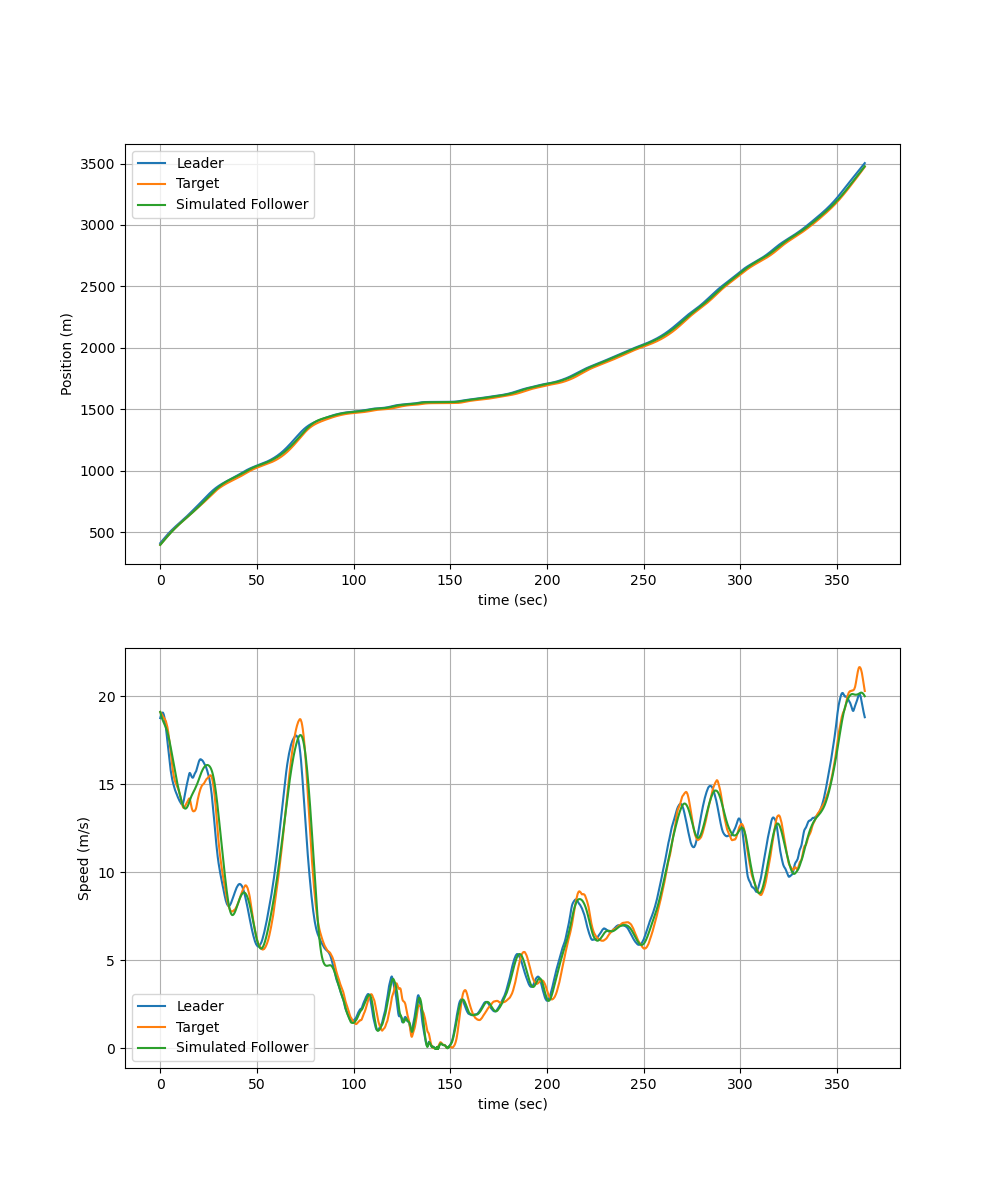 Leader
Target
Simulated Follower
3500
3000
2500
2000
1500
1000
500
Position (m)
0 50 100 150 200 250 300 350
time (sec)
20
15
10
5
0
Speed (m/s)
Leader
Target
Simulated Follower
0 50 100 150 200 250 300 350
time (sec)